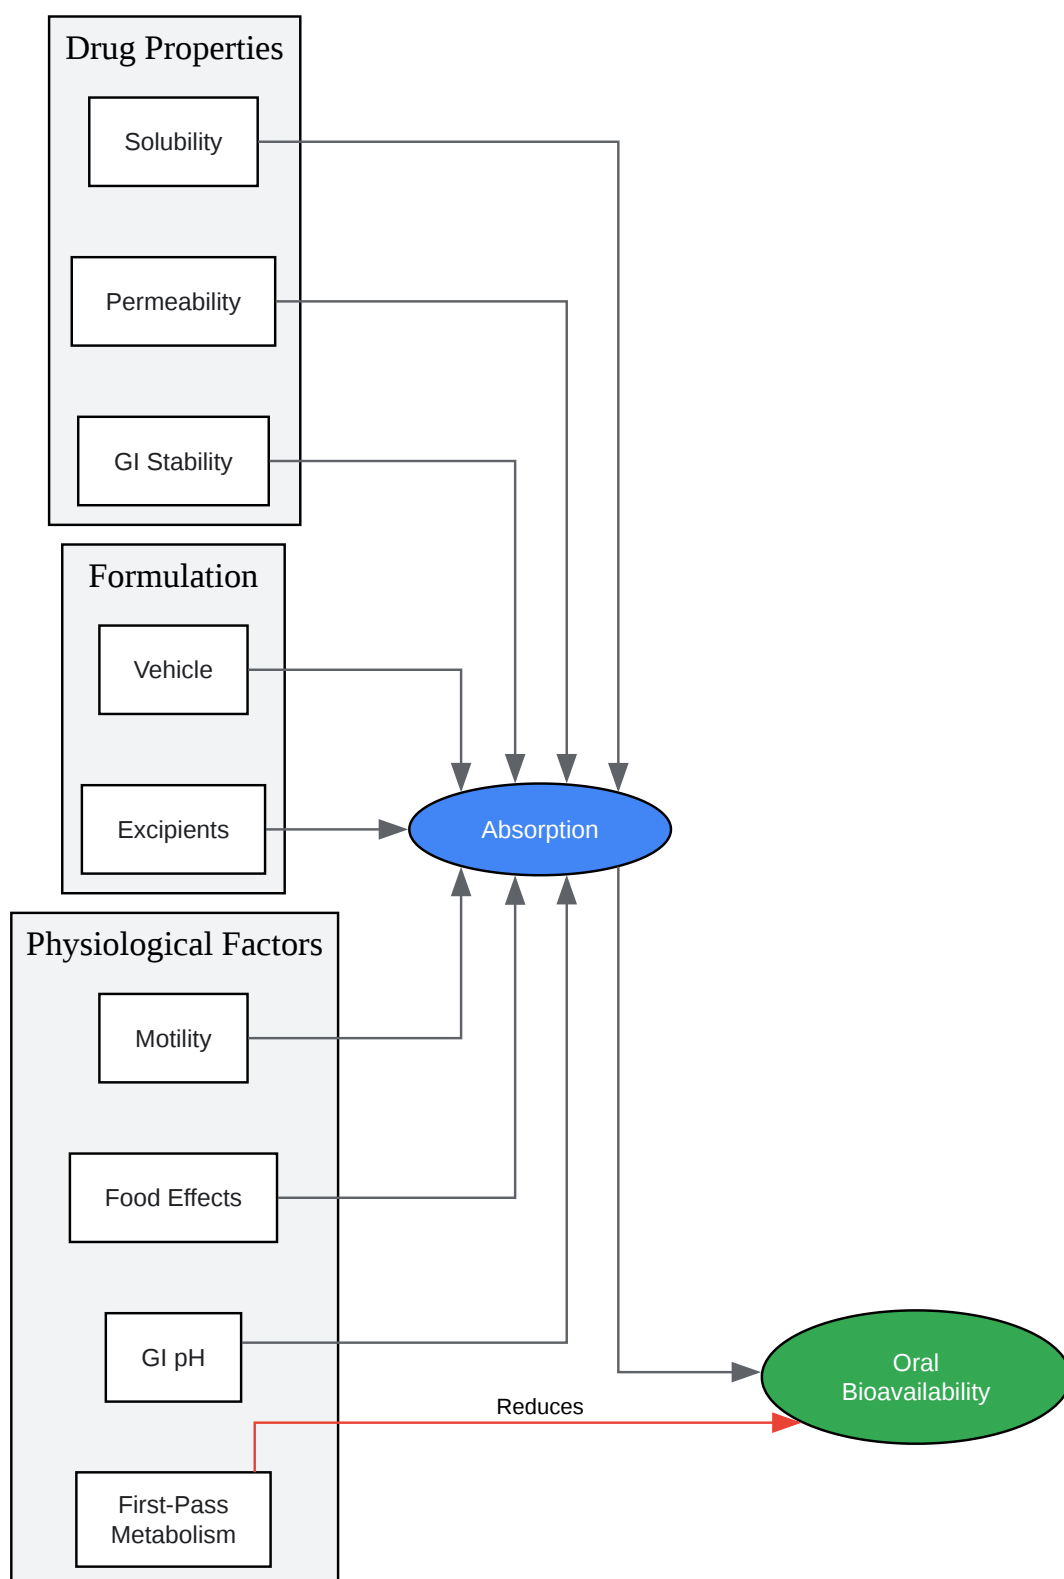 Drug Properties
Solubility
Permeability
GI Stability
Formulation
Vehicle
Excipients
Absorption
Physiological Factors
Motility
Food Effects
GI pH
Oral
Bioavailability
Reduces
First-Pass
Metabolism